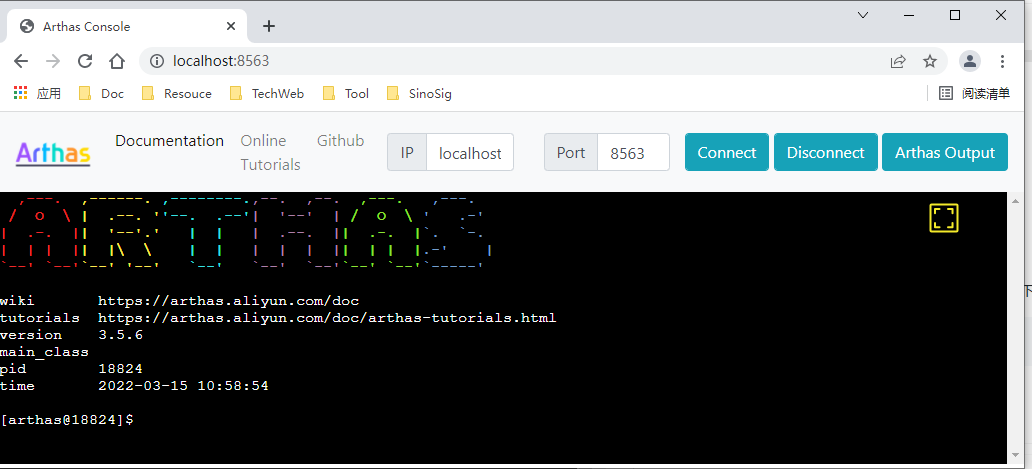 Arthas Console
localhost:8563
应用 Doc Resouce TechWeb Tool SinoSig 阅读清单
Arthas Documentation Online Tutorials Github IP localhost Port 8563 Connect Disconnect Arthas Output
ARTHAS
wiki https://arthas.aliyun.com/doc
tutorials https://arthas.aliyun.com/doc/arthas-tutorials.html
version 3.5.6
main_class
pid 18824
time 2022-03-15 10:58:54
[arthas@18824]$
下